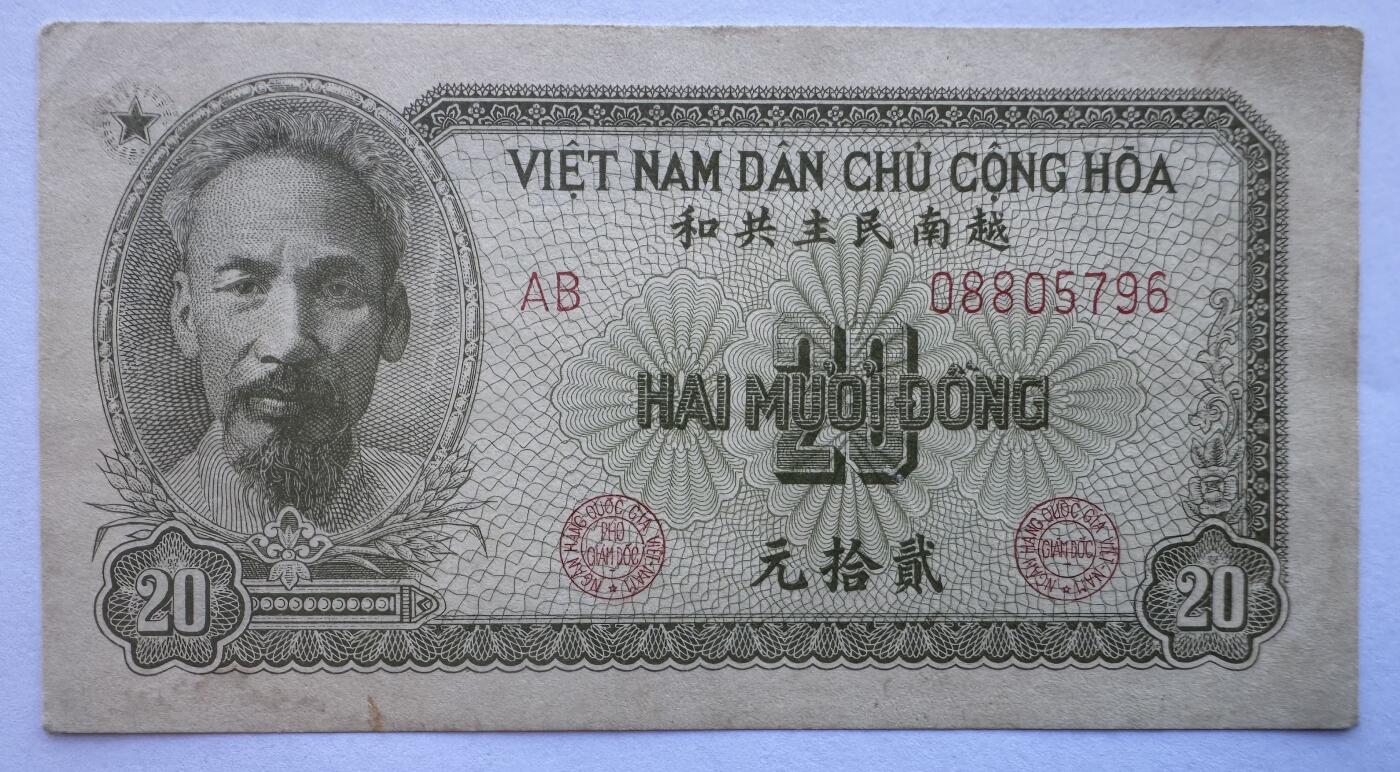 VIỆT NAM DÂN CHỦ CỘNG HÒA
和共主民南越
AB 08805796
20
HAI MƯƠI ĐỒNG
NGÂN HÀNG QUỐC GIA VIỆT-NAM
PHÓ
GIÁM ĐỐC
NGÂN HÀNG QUỐC GIA VIỆT-NAM
GIÁM ĐỐC
元拾貳
20
20